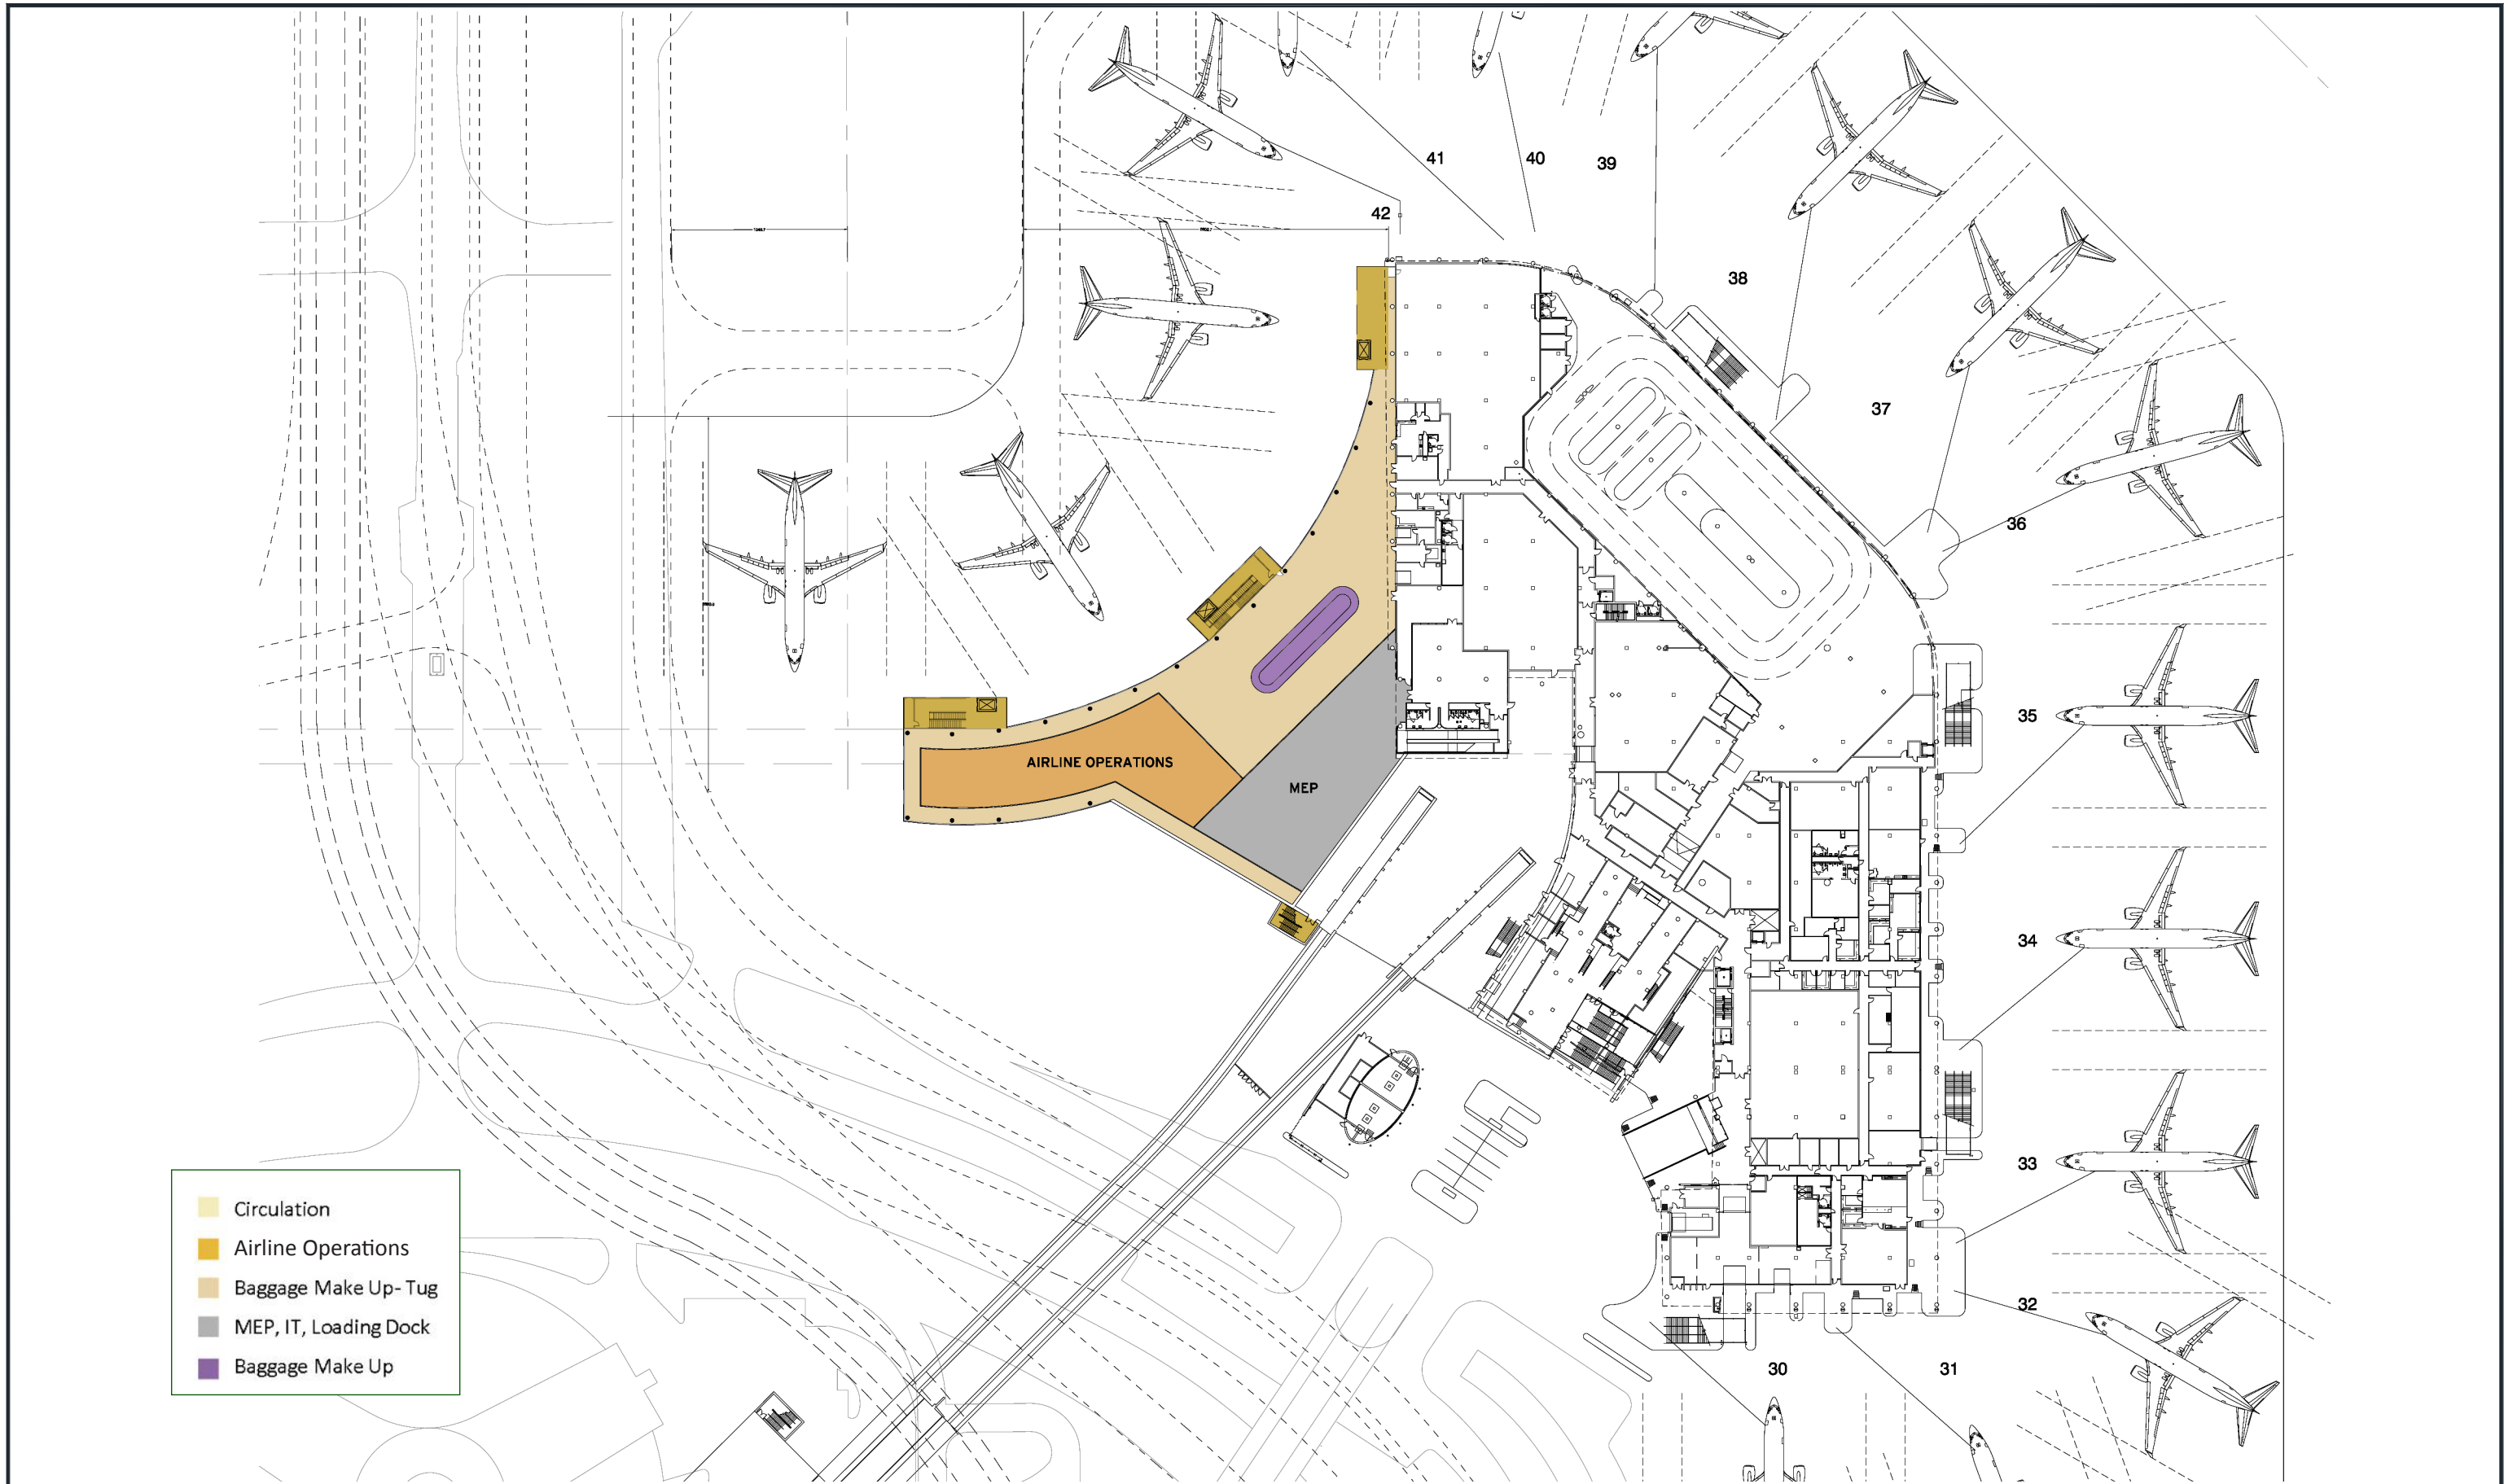 41
40
39
42
38
37
36
35
AIRLINE OPERATIONS
MEP
34
33
32
30
31
Circulation
Airline Operations
Baggage Make Up- Tug
MEP, IT, Loading Dock
Baggage Make Up